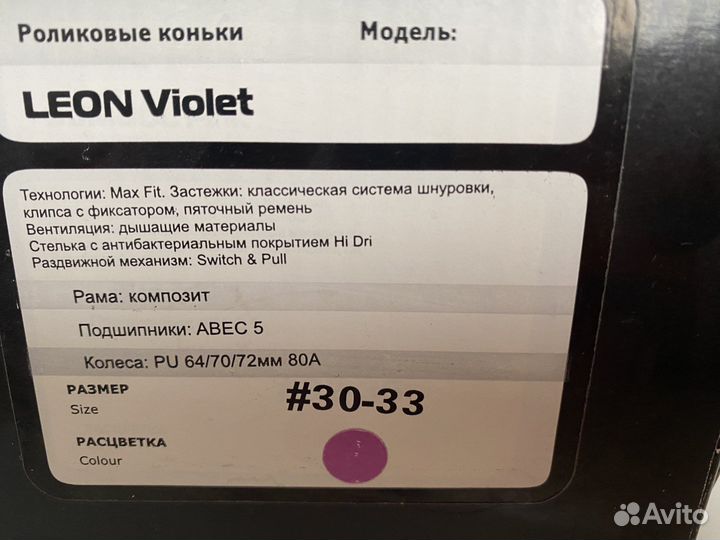 Роликовые коньки Модель:
LEON Violet
Технологии: Max Fit. Застежки: классическая система шнуровки,
клипса с фиксатором, пяточный ремень
Вентиляция: дышащие материалы
Стелька с антибактериальным покрытием Hi Dri
Раздвижной механизм: Switch & Pull
Рама: композит
Подшипники: ABEC 5
Колеса: PU 64/70/72мм 80A
РАЗМЕР #30-33
Size
РАСЦВЕТКА
Colour
Avito